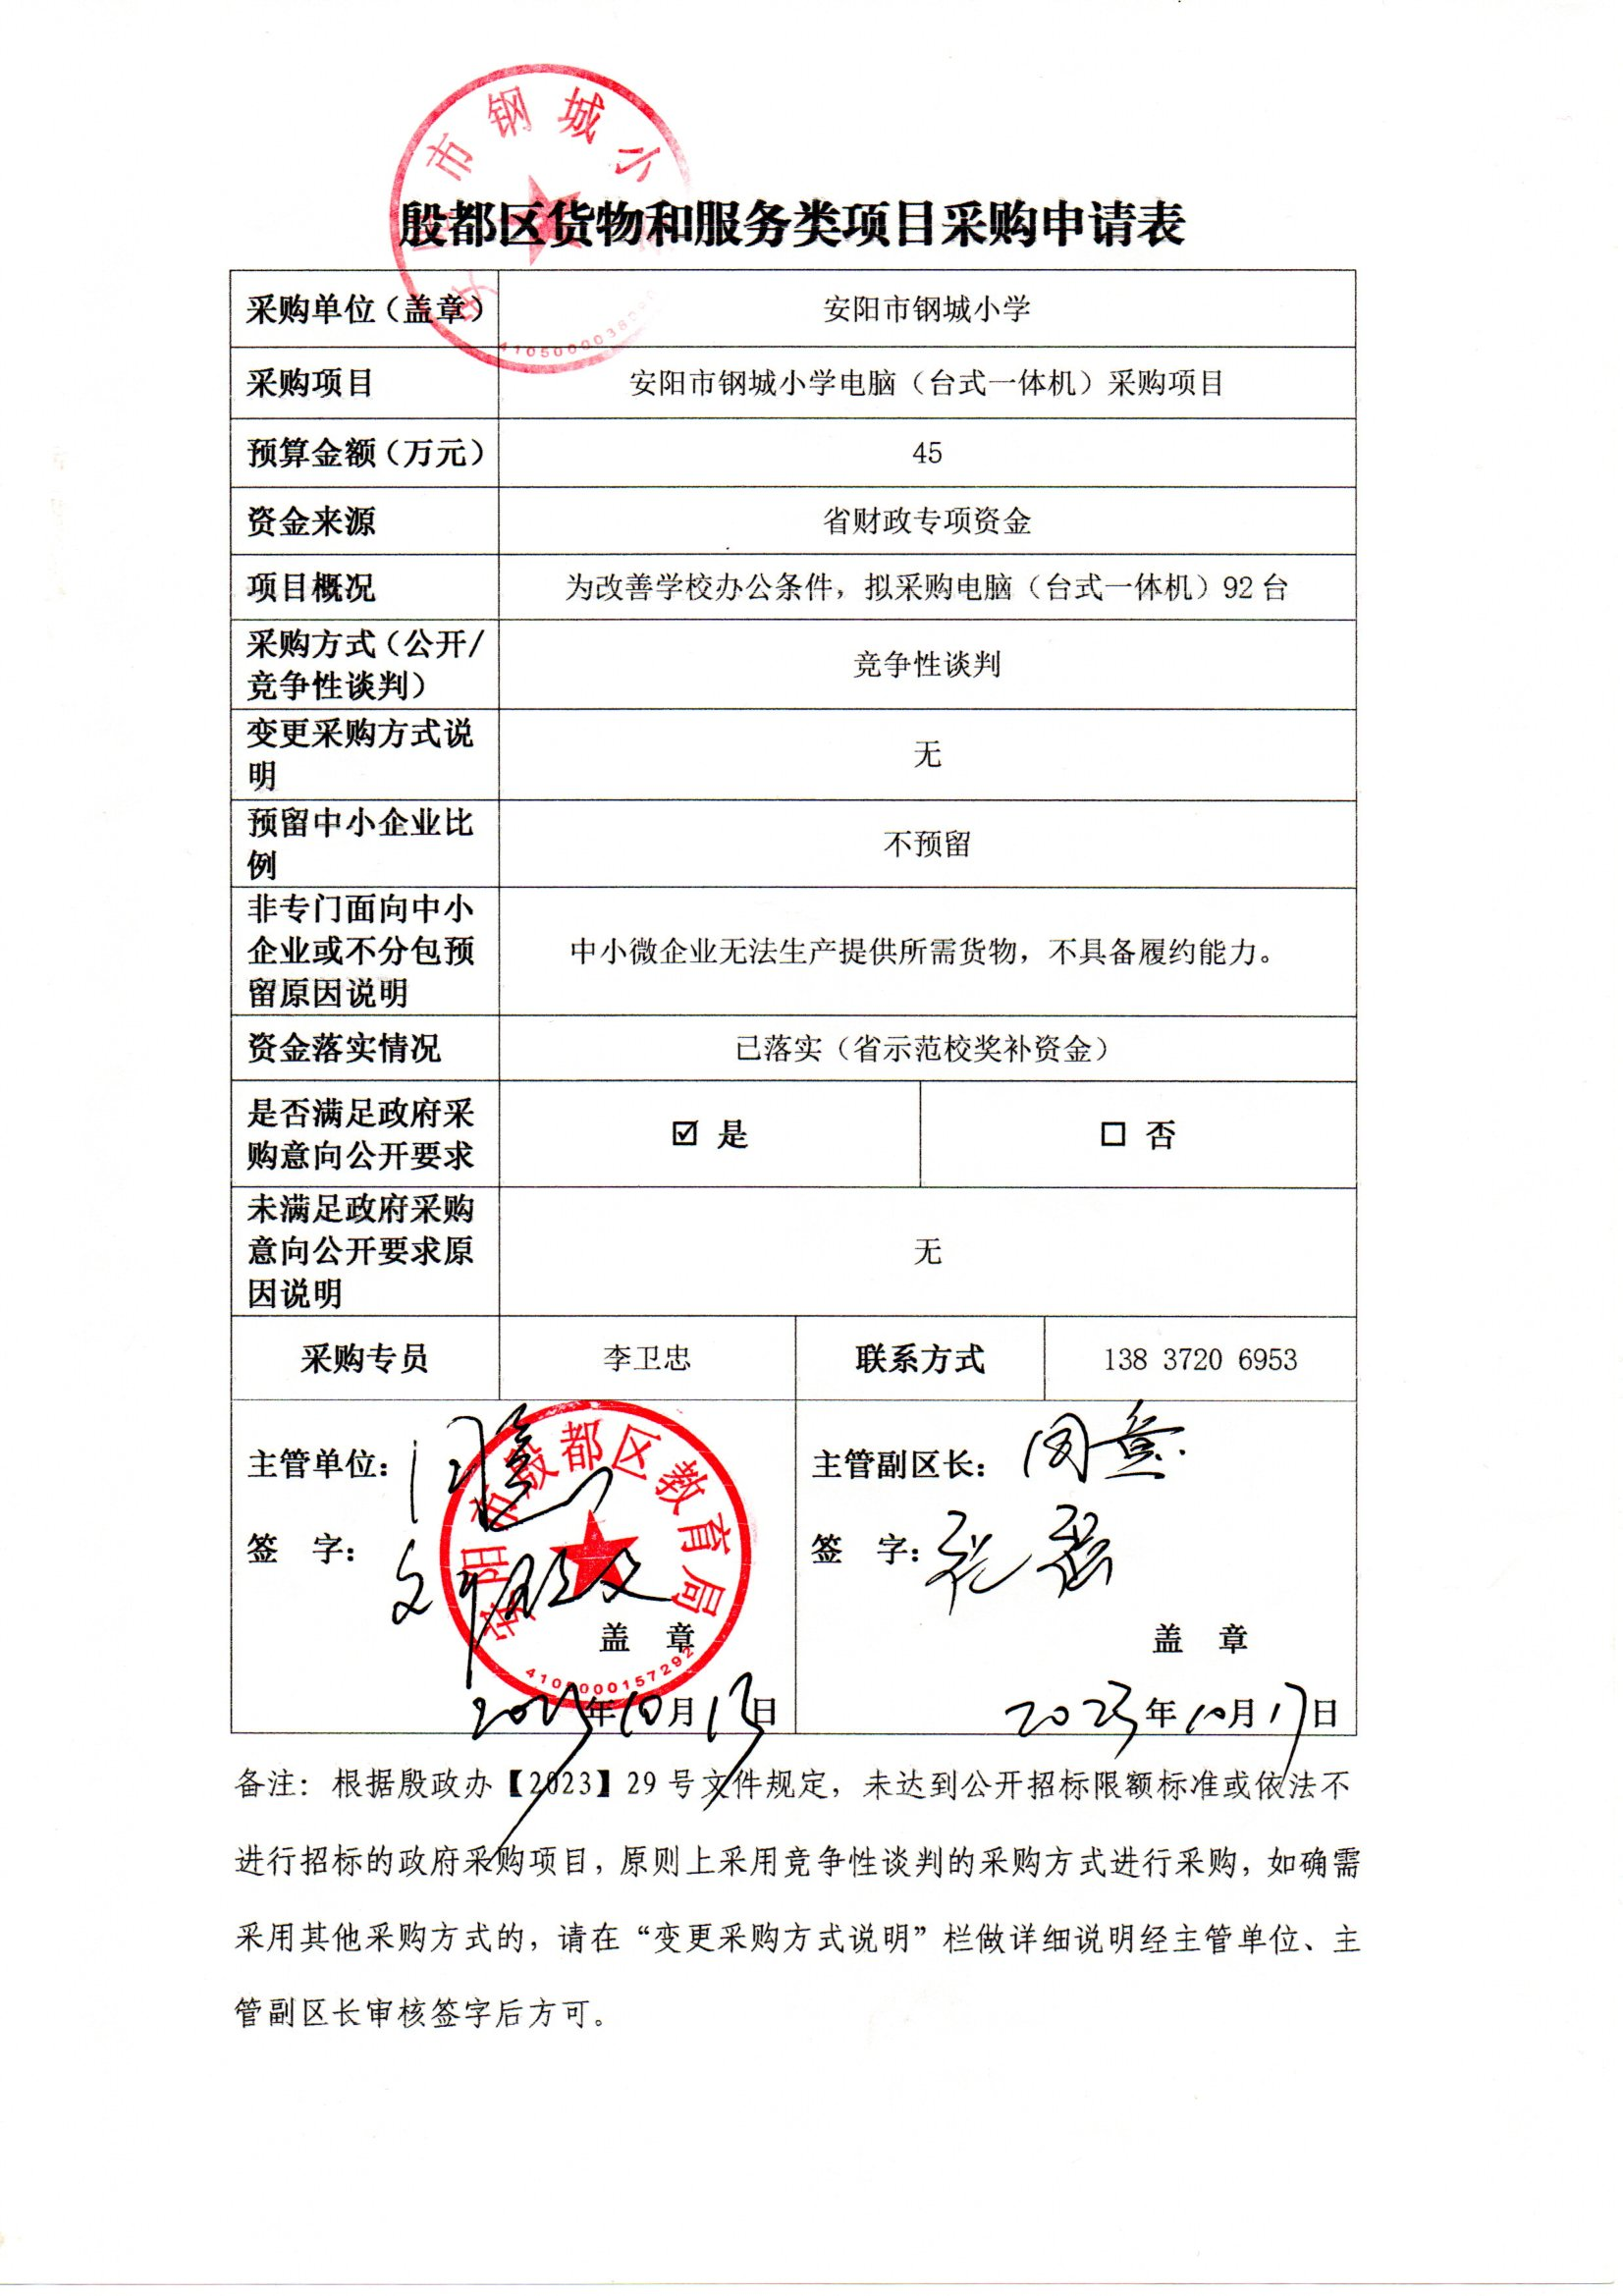 殷都区货物和服务类项目采购申请表
采购单位（盖章） 安阳市钢城小学
采购项目 安阳市钢城小学电脑（台式一体机）采购项目
预算金额（万元） 45
资金来源 省财政专项资金
项目概况 为改善学校办公条件，拟采购电脑（台式一体机）92台
采购方式（公开/
竞争性谈判） 竞争性谈判
变更采购方式说
明 无
预留中小企业比
例 不预留
非专门面向中小
企业或不分包预
留原因说明 中小微企业无法生产提供所需货物，不具备履约能力。
资金落实情况 已落实（省示范校奖补资金）
是否满足政府采
购意向公开要求 ☑ 是 □ 否
未满足政府采购
意向公开要求原
因说明 无
采购专员 李卫忠 联系方式 138 3720 6953
主管单位： 主管副区长：
签 字： 签 字：
盖 章 盖 章
2023年10月13日 2023年10月17日
安阳市殷都区教育局
4105000157292
市钢城小
备注：根据殷政办【2023】29号文件规定，未达到公开招标限额标准或依法不
进行招标的政府采购项目，原则上采用竞争性谈判的采购方式进行采购，如确需
采用其他采购方式的，请在“变更采购方式说明”栏做详细说明经主管单位、主
管副区长审核签字后方可。